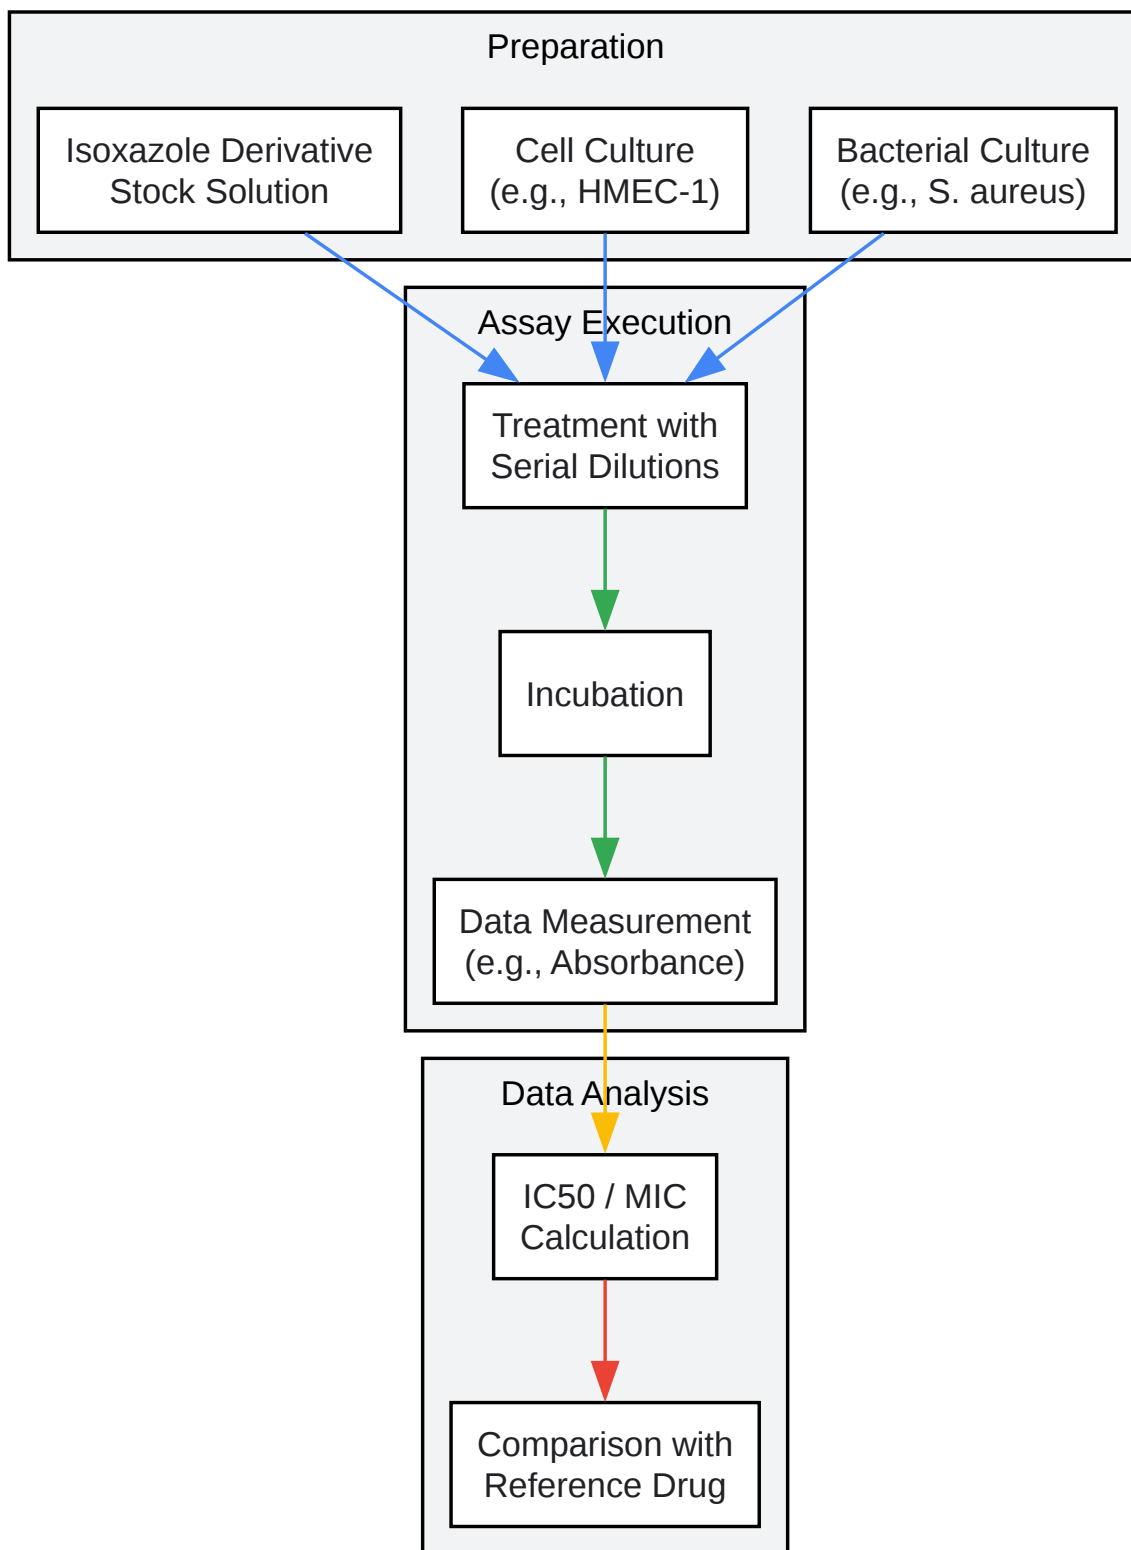 Preparation
Isoxazole Derivative
Stock Solution
Cell Culture
(e.g., HMEC-1)
Bacterial Culture
(e.g., S. aureus)
Assay Execution
Treatment with
Serial Dilutions
Incubation
Data Measurement
(e.g., Absorbance)
Data Analysis
IC50 / MIC
Calculation
Comparison with
Reference Drug